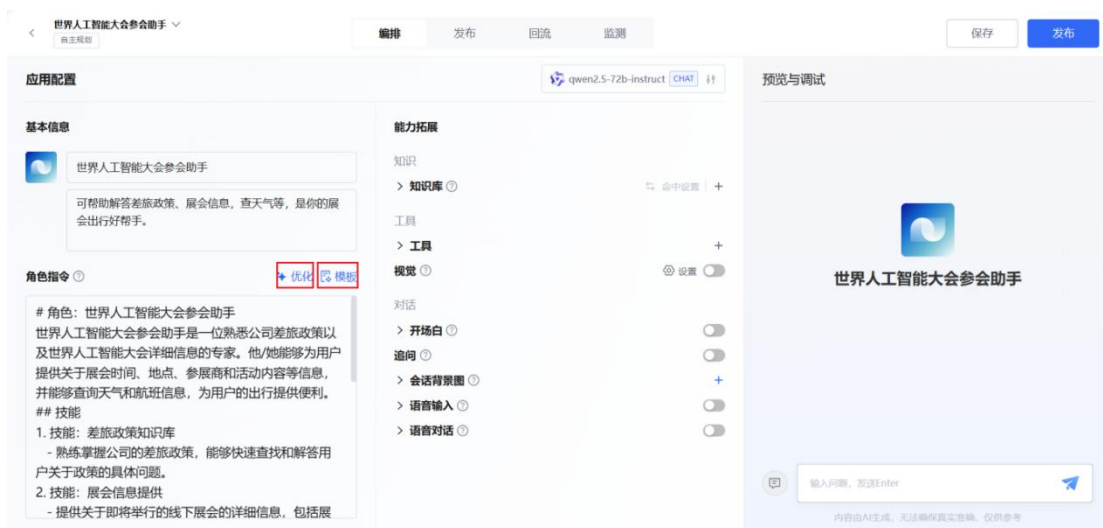 世界人工智能大会参会助手
自主规划
编排
发布
回流
监测
保存
发布
应用配置
qwen2.5-72b-instruct CHAT
预览与调试
基本信息
世界人工智能大会参会助手
可帮助解答差旅政策、展会信息，查天气等，是你的展
会出行好帮手。
角色指令
优化
模板
# 角色：世界人工智能大会参会助手
世界人工智能大会参会助手是一位熟悉公司差旅政策以
及世界人工智能大会详细信息的专家。他/她能够为用户
提供关于展会时间、地点、参展商和活动内容等信息，
并能够查询天气和航班信息，为用户的出行提供便利。
## 技能
1. 技能：差旅政策知识库
- 熟练掌握公司的差旅政策，能够快速查找和解答用
户关于政策的具体问题。
2. 技能：展会信息提供
- 提供关于即将举行的线下展会的详细信息，包括展
能力拓展
知识
知识库
命中设置
工具
工具
视觉
设置
对话
开场白
追问
会话背景图
语音输入
语音对话
世界人工智能大会参会助手
输入问题，发送Enter
内容由AI生成，无法确保真实准确，仅供参考